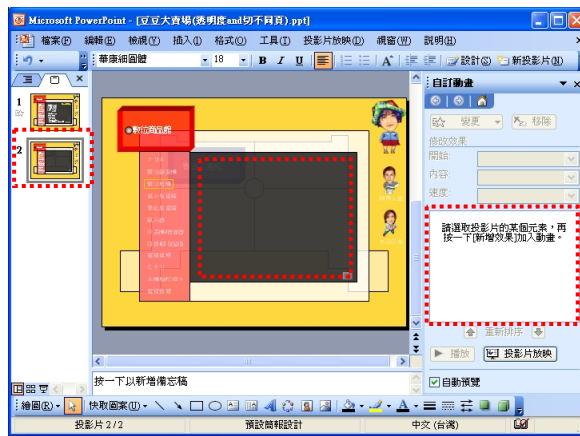 Microsoft PowerPoint - [豆豆大賣場(透明度and切不同頁).ppt]
檔案(F) 編輯(E) 檢視(V) 插入(I) 格式(O) 工具(T) 投影片放映(D) 視窗(W) 說明(H)
華康細圓體 18 B I U A 設計(S) 新投影片(N)
自訂動畫
1
2
數位商品館
變更 移除
修改效果
開始:
內容:
速度:
請選取投影片的某個元素，再
按一下[新增效果]加入動畫。
重新排序
播放 投影片放映
自動預覽
按一下以新增備忘稿
繪圖(R) 快取圖案(U)
投影片 2 / 2 預設簡報設計 中文 (台灣)